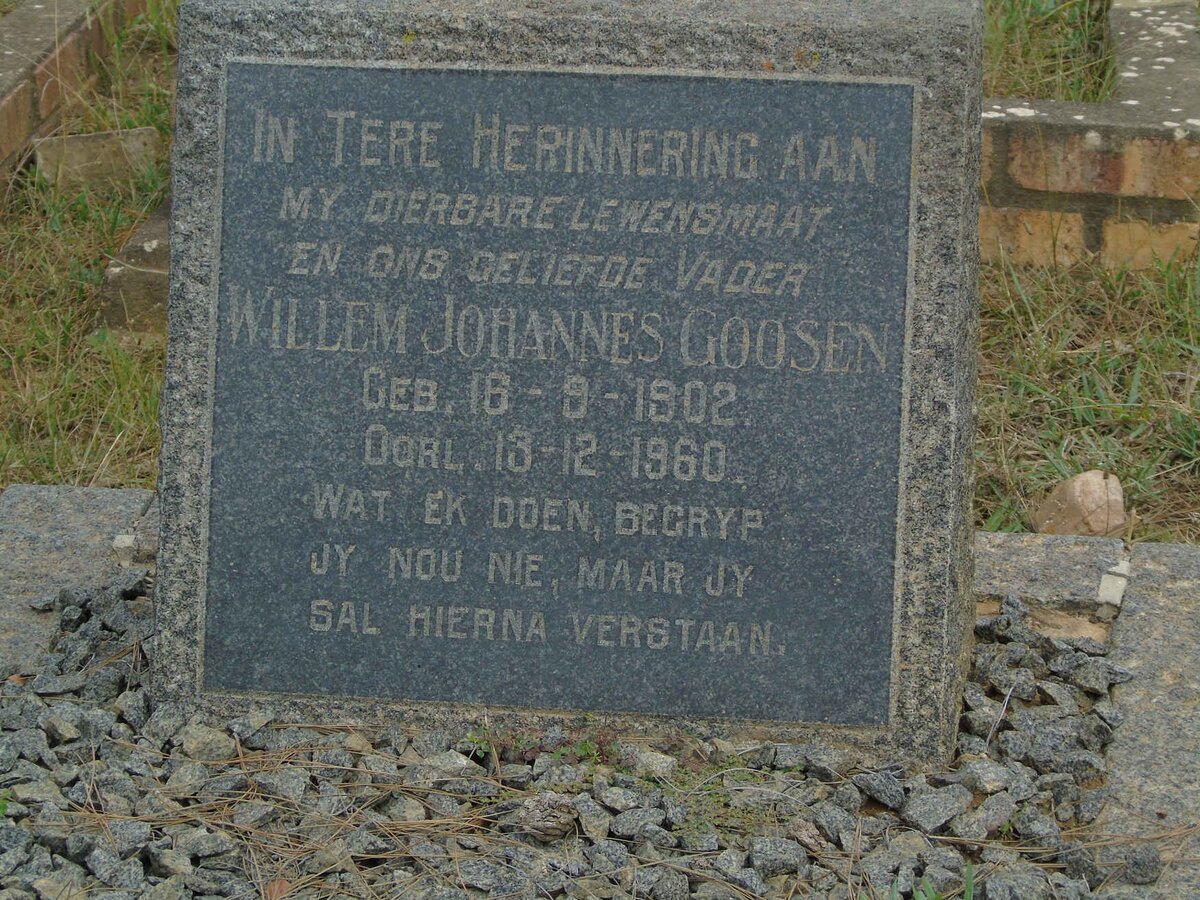 IN TERE HERINNERING AAN
MY DIERBARE LEWENSMAAT
EN ONS GELIEFDE VADER
WILLEM JOHANNES GOOSEN
GEB. 16-9-1902.
OORL. 13-12-1960.
WAT EK DOEN, BEGRYP
JY NOU NIE, MAAR JY
SAL HIERNA VERSTAAN.